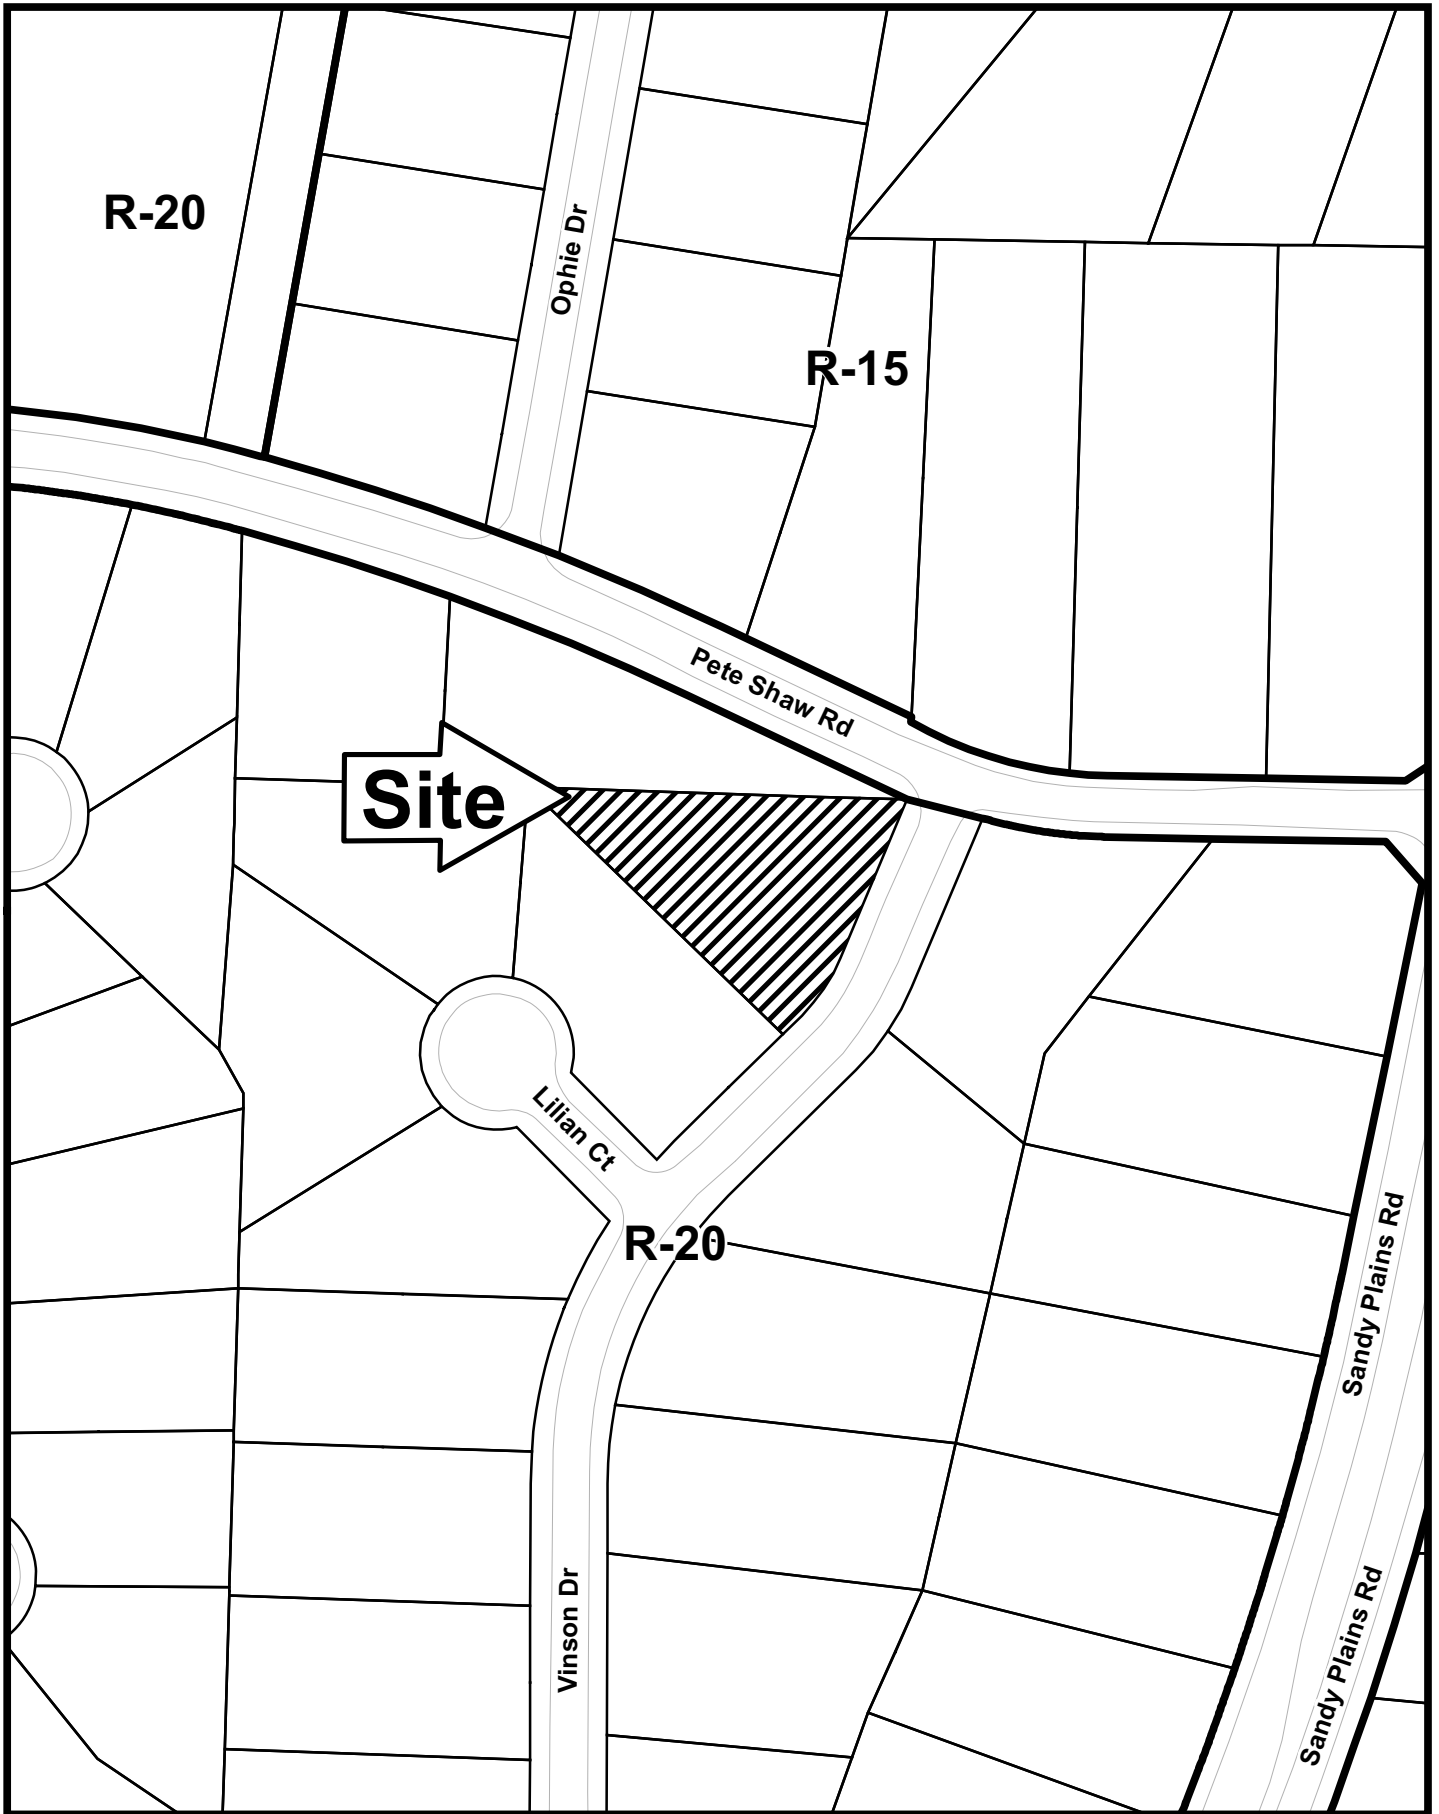 R-20
Ophie Dr
R-15
Pete Shaw Rd
Site
Lilian Ct
R-20
Sandy Plains Rd
Vinson Dr
Sandy Plains Rd